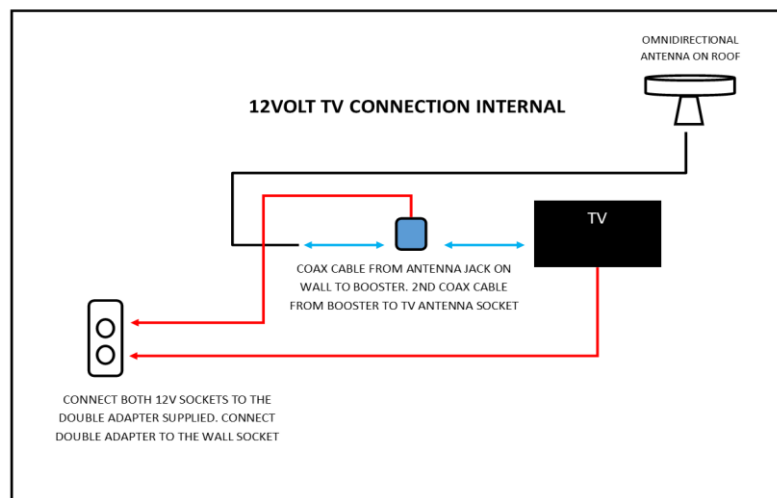 OMNIDIRECTIONAL
ANTENNA ON ROOF
12VOLT TV CONNECTION INTERNAL
TV
COAX CABLE FROM ANTENNA JACK ON
WALL TO BOOSTER. 2ND COAX CABLE
FROM BOOSTER TO TV ANTENNA SOCKET
CONNECT BOTH 12V SOCKETS TO THE
DOUBLE ADAPTER SUPPLIED. CONNECT
DOUBLE ADAPTER TO THE WALL SOCKET